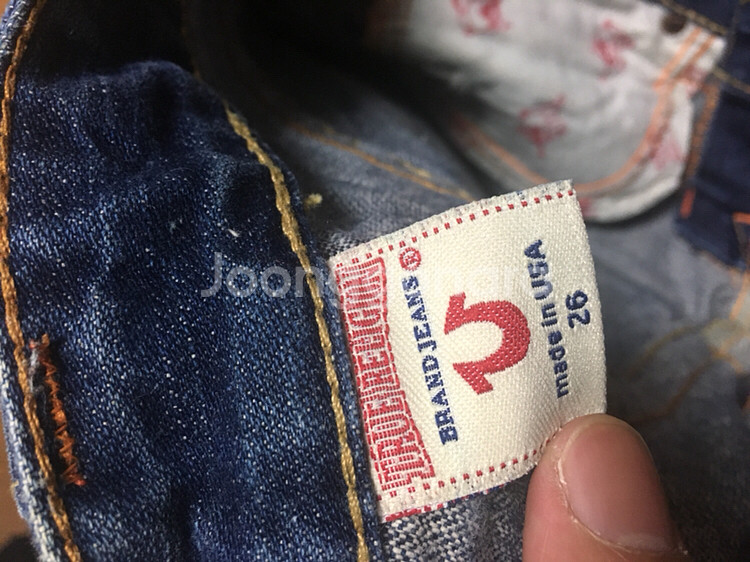 TRUE RELIGION
BRAND JEANS®
made in USA
26